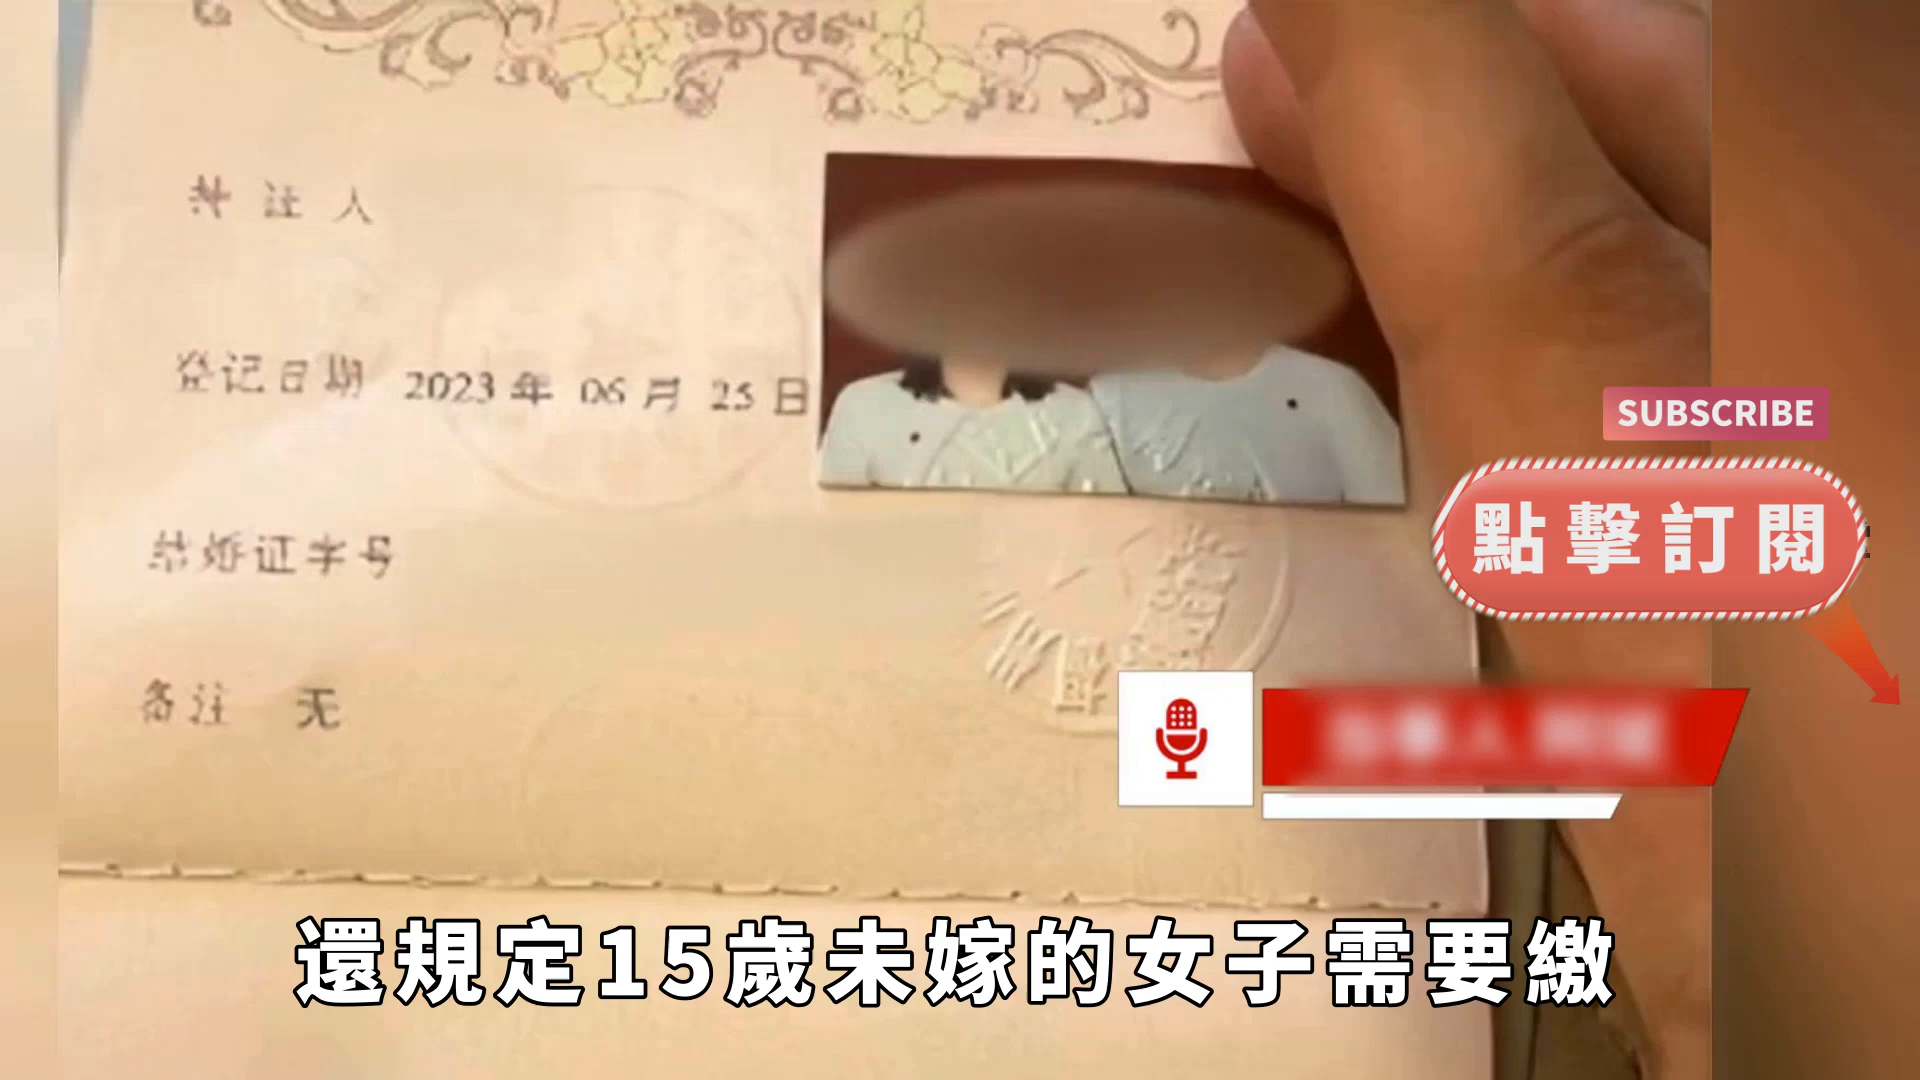 持证人
登记日期 2023年06月25日
结婚证字号
备注 无
SUBSCRIBE
點擊訂閱
還規定15歲未嫁的女子需要繳